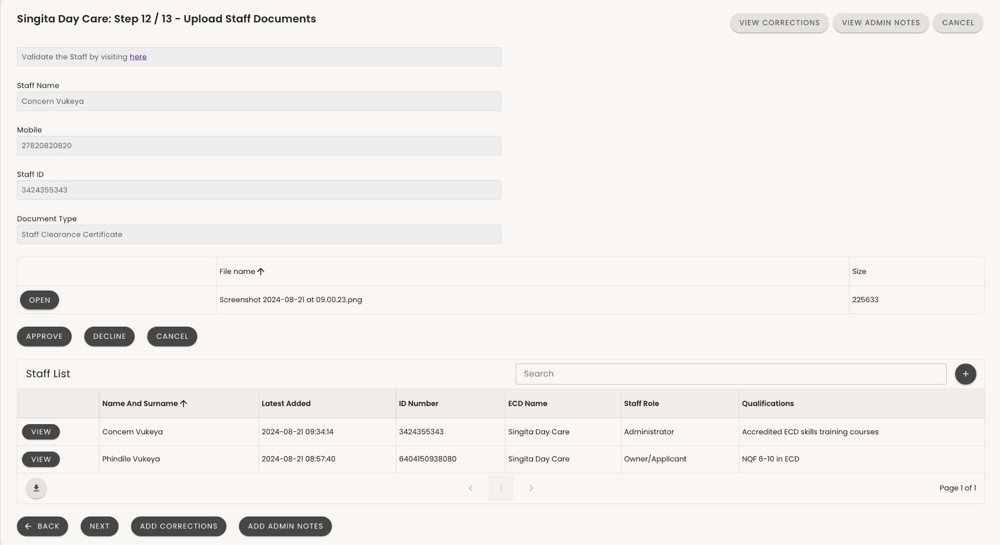 Singita Day Care: Step 12 / 13 - Upload Staff Documents
VIEW CORRECTIONS
VIEW ADMIN NOTES
CANCEL
Validate the Staff by visiting here
Staff Name
Concern Vukeya
Mobile
27820820820
Staff ID
3424355343
Document Type
Staff Clearance Certificate
File name Size
OPEN Screenshot 2024-08-21 at 09.00.23.png 225633
APPROVE DECLINE CANCEL
Staff List Search
Name And Surname Latest Added ID Number ECD Name Staff Role Qualifications
VIEW Concern Vukeya 2024-08-21 09:34:14 3424355343 Singita Day Care Administrator Accredited ECD skills training courses
VIEW Phindile Vukeya 2024-08-21 08:57:40 6404150938080 Singita Day Care Owner/Applicant NQF 6-10 in ECD
1 Page 1 of 1
BACK NEXT ADD CORRECTIONS ADD ADMIN NOTES